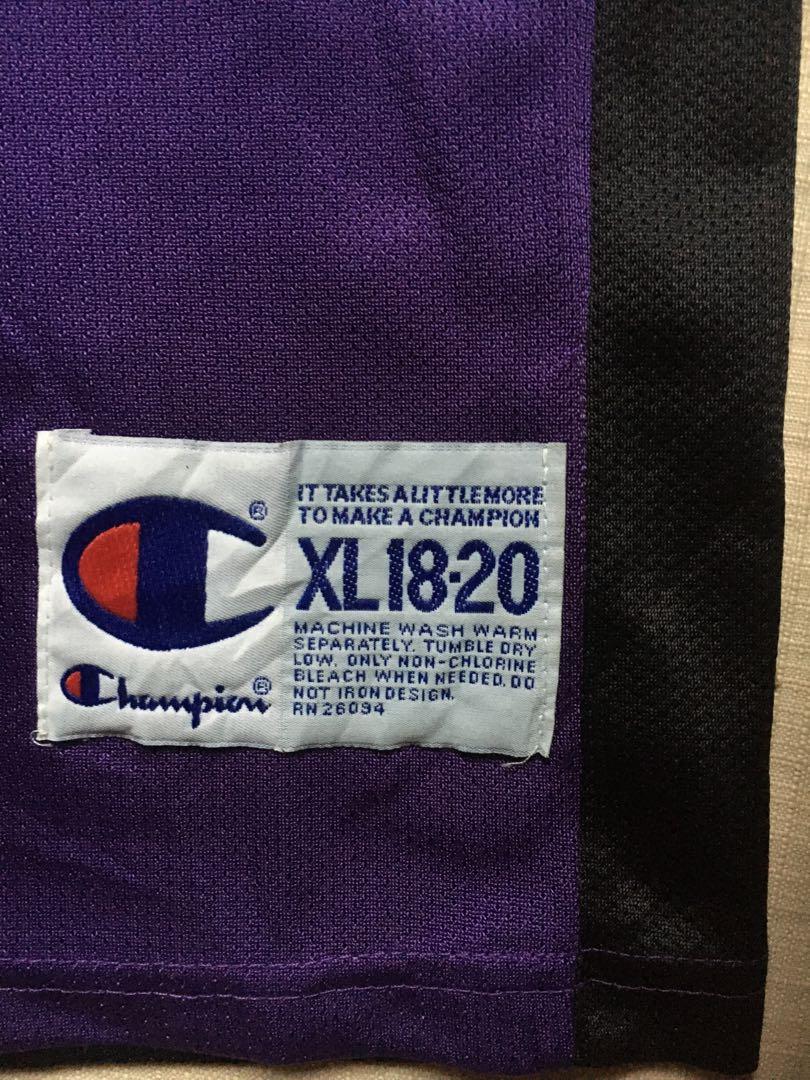 IT TAKES A LITTLE MORE
TO MAKE A CHAMPION
XL 18-20
MACHINE WASH WARM
SEPARATELY. TUMBLE DRY
LOW. ONLY NON-CHLORINE
BLEACH WHEN NEEDED. DO
NOT IRON DESIGN.
RN 26094
®
Champion®